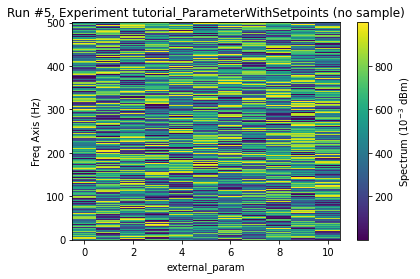 Run #5, Experiment tutorial_ParameterWithSetpoints (no sample)
500
400
300
200
100
0
Freq Axis (Hz)
0 2 4 6 8 10
external_param
800
600
400
200
Spectrum (10⁻³ dBm)